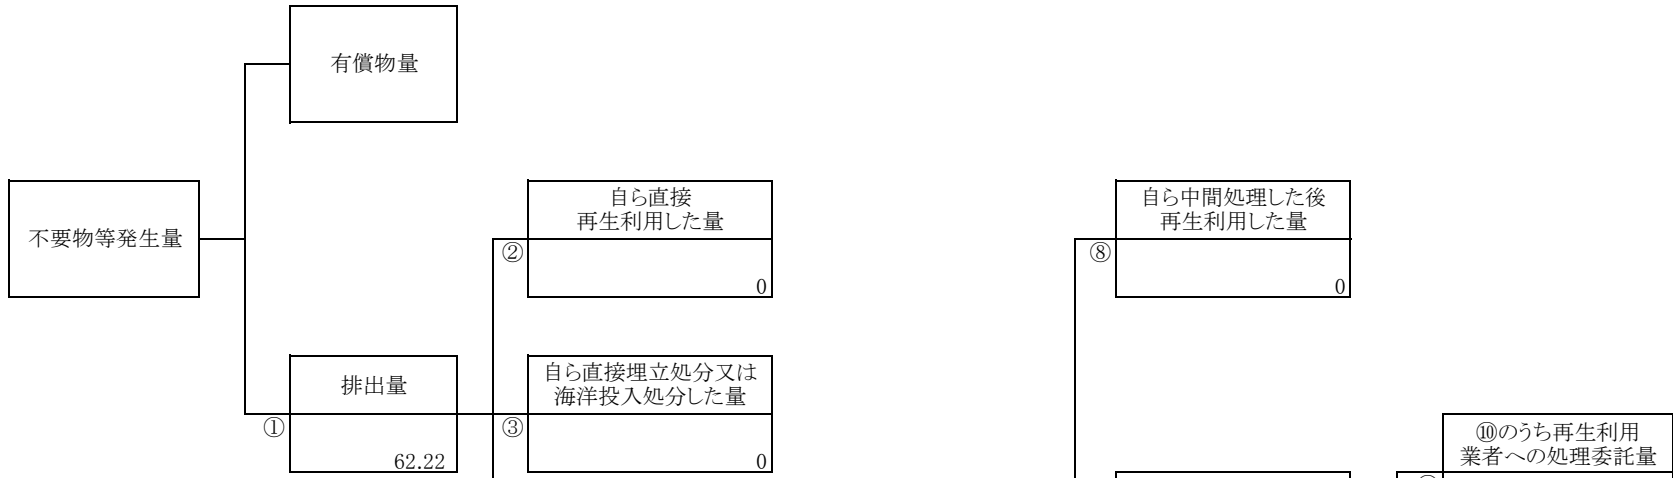 有償物量
不要物等発生量
自ら直接
再生利用した量
②
0
自ら中間処理した後
再生利用した量
⑧
0
排出量
①
62.22
自ら直接埋立処分又は
海洋投入処分した量
③
0
⑩のうち再生利用
業者への処理委託量